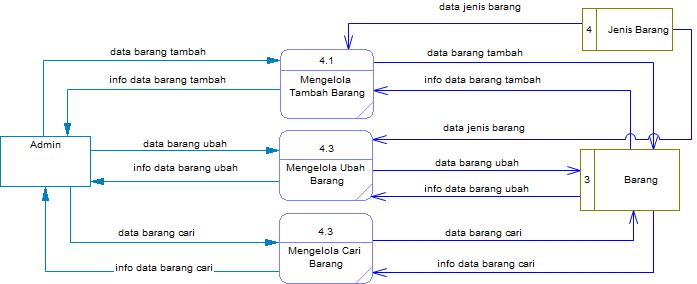 data jenis barang
4
Jenis Barang
data barang tambah
4.1
data barang tambah
info data barang tambah
Mengelola
Tambah Barang
info data barang tambah
data jenis barang
Admin
data barang ubah
4.3
data barang ubah
info data barang ubah
Mengelola Ubah
Barang
3
Barang
info data barang ubah
data barang cari
4.3
data barang cari
Mengelola Cari
Barang
info data barang cari
info data barang cari